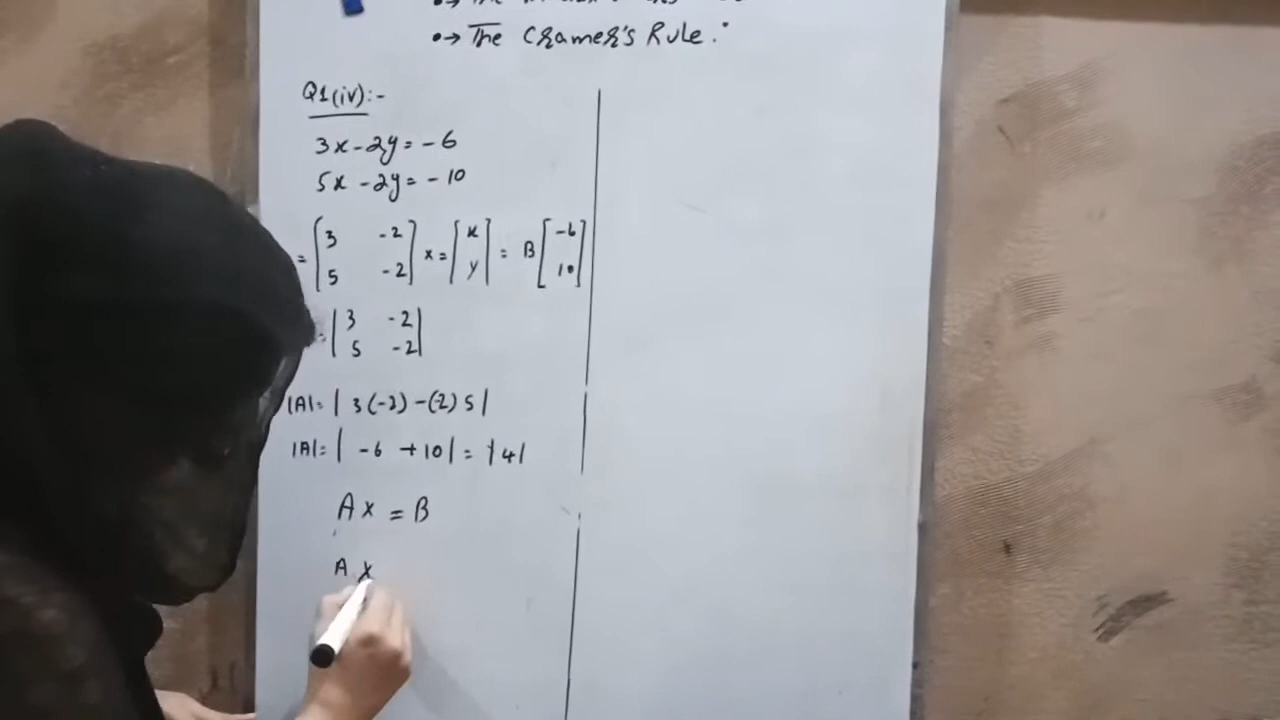 •→ The
•→ The Cramer's Rule :
Q1(iv):-
3x - 2y = - 6
5x - 2y = - 10
= [3 -2 5 -2] x = [x y] = B [-6 10]
= |3 -2 5 -2|
|A| = | 3(-2) - (-2) 5 |
|A| = | -6 + 10 | = |4|
A x = B
A x